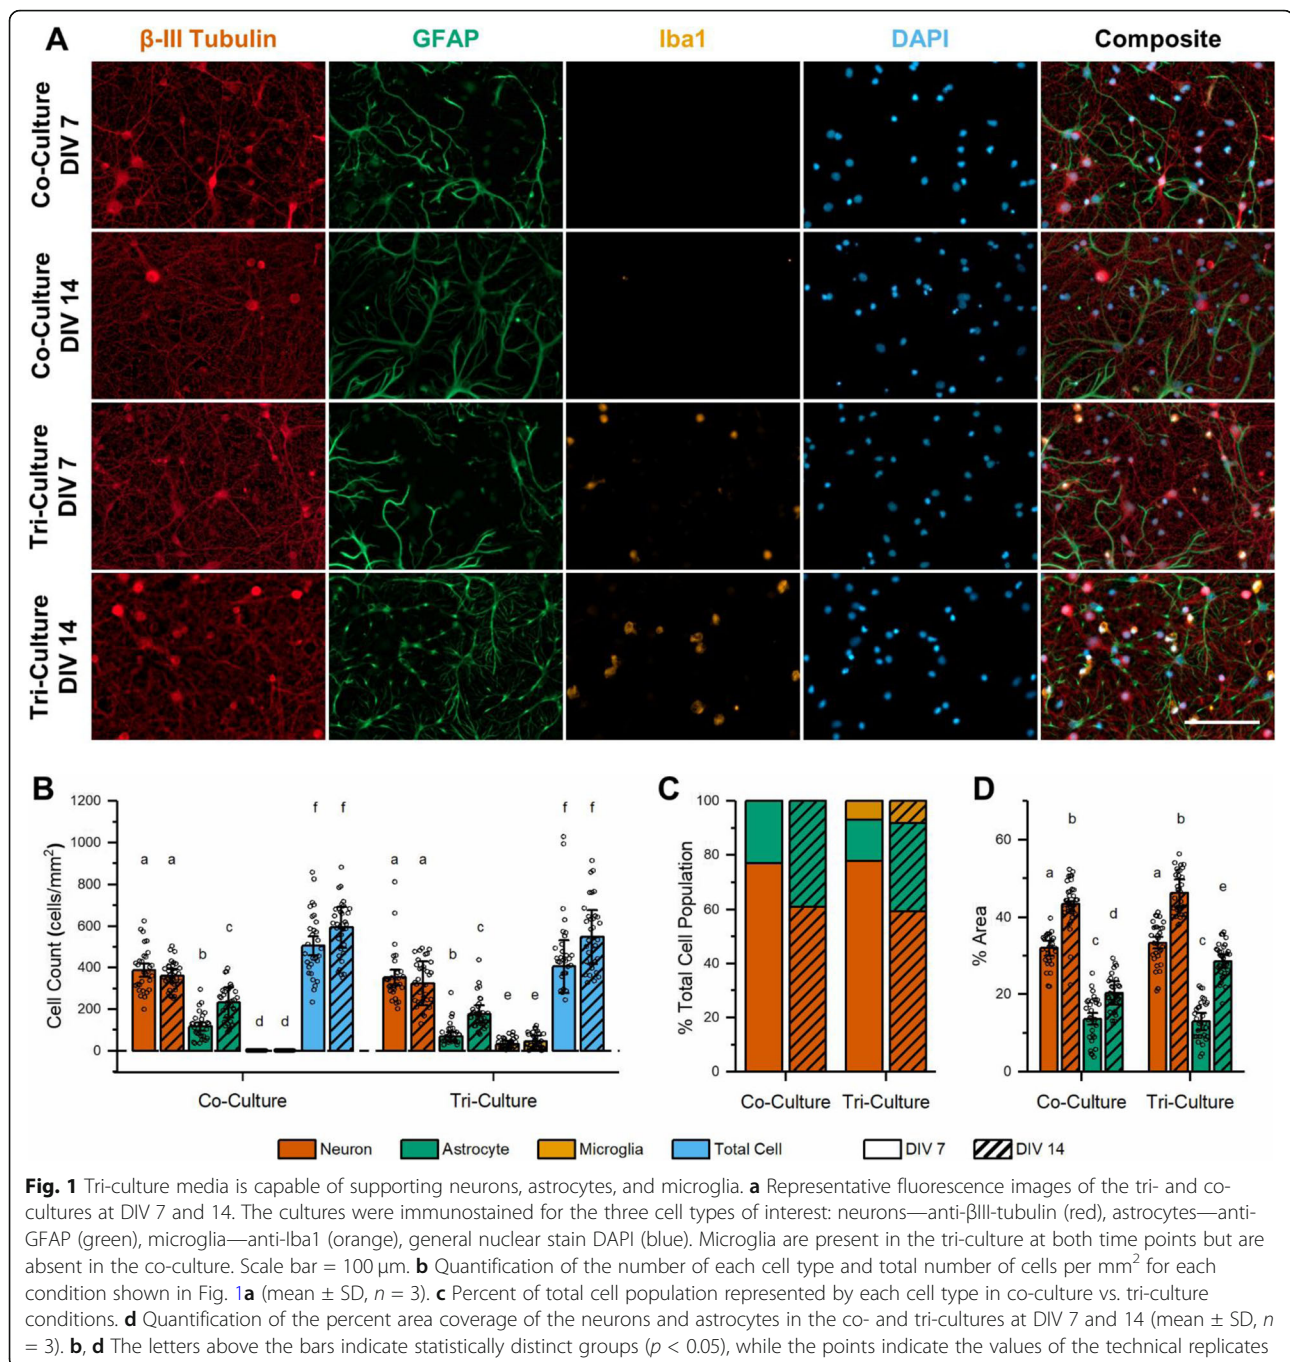 A
β-III Tubulin GFAP Iba1 DAPI Composite
Co-Culture
DIV 7
Co-Culture
DIV 14
Tri-Culture
DIV 7
Tri-Culture
DIV 14
B
Cell Count (cells/mm²)
1200
1000
800
600
400
200
0
a a b c d d f f a a b c e e f f
Co-Culture Tri-Culture
C
% Total Cell Population
100
80
60
40
20
0
Co-Culture Tri-Culture
D
% Area
60
40
20
0
a b c d a b c e
Co-Culture Tri-Culture
Neuron Astrocyte Microglia Total Cell DIV 7 DIV 14
Fig. 1 Tri-culture media is capable of supporting neurons, astrocytes, and microglia. a Representative fluorescence images of the tri- and co-
cultures at DIV 7 and 14. The cultures were immunostained for the three cell types of interest: neurons—anti-βIII-tubulin (red), astrocytes—anti-
GFAP (green), microglia—anti-Iba1 (orange), general nuclear stain DAPI (blue). Microglia are present in the tri-culture at both time points but are
absent in the co-culture. Scale bar = 100 μm. b Quantification of the number of each cell type and total number of cells per mm² for each
condition shown in Fig. 1a (mean ± SD, n = 3). c Percent of total cell population represented by each cell type in co-culture vs. tri-culture
conditions. d Quantification of the percent area coverage of the neurons and astrocytes in the co- and tri-cultures at DIV 7 and 14 (mean ± SD, n
= 3). b, d The letters above the bars indicate statistically distinct groups (p < 0.05), while the points indicate the values of the technical replicates